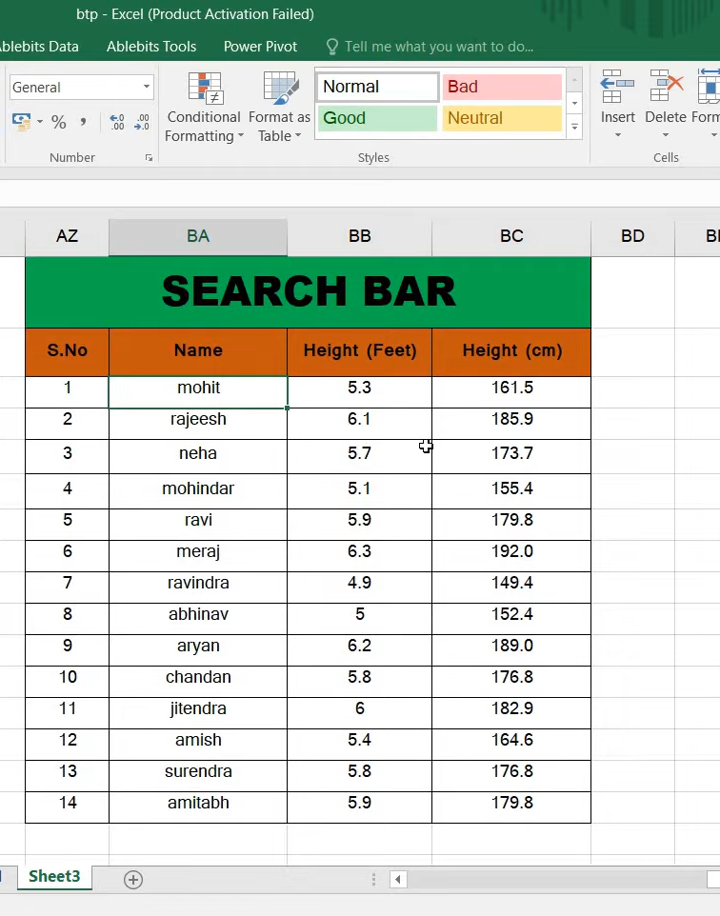 btp - Excel (Product Activation Failed)
Ablebits Data Ablebits Tools Power Pivot Tell me what you want to do...
General
% , ←.0 .00 .00 →.0
Conditional Formatting
Format as Table
Normal Bad
Good Neutral
Insert Delete
Number Styles Cells
AZ BA BB BC BD
SEARCH BAR
S.No Name Height (Feet) Height (cm)
1 mohit 5.3 161.5
2 rajeesh 6.1 185.9
3 neha 5.7 173.7
4 mohindar 5.1 155.4
5 ravi 5.9 179.8
6 meraj 6.3 192.0
7 ravindra 4.9 149.4
8 abhinav 5 152.4
9 aryan 6.2 189.0
10 chandan 5.8 176.8
11 jitendra 6 182.9
12 amish 5.4 164.6
13 surendra 5.8 176.8
14 amitabh 5.9 179.8
Sheet3